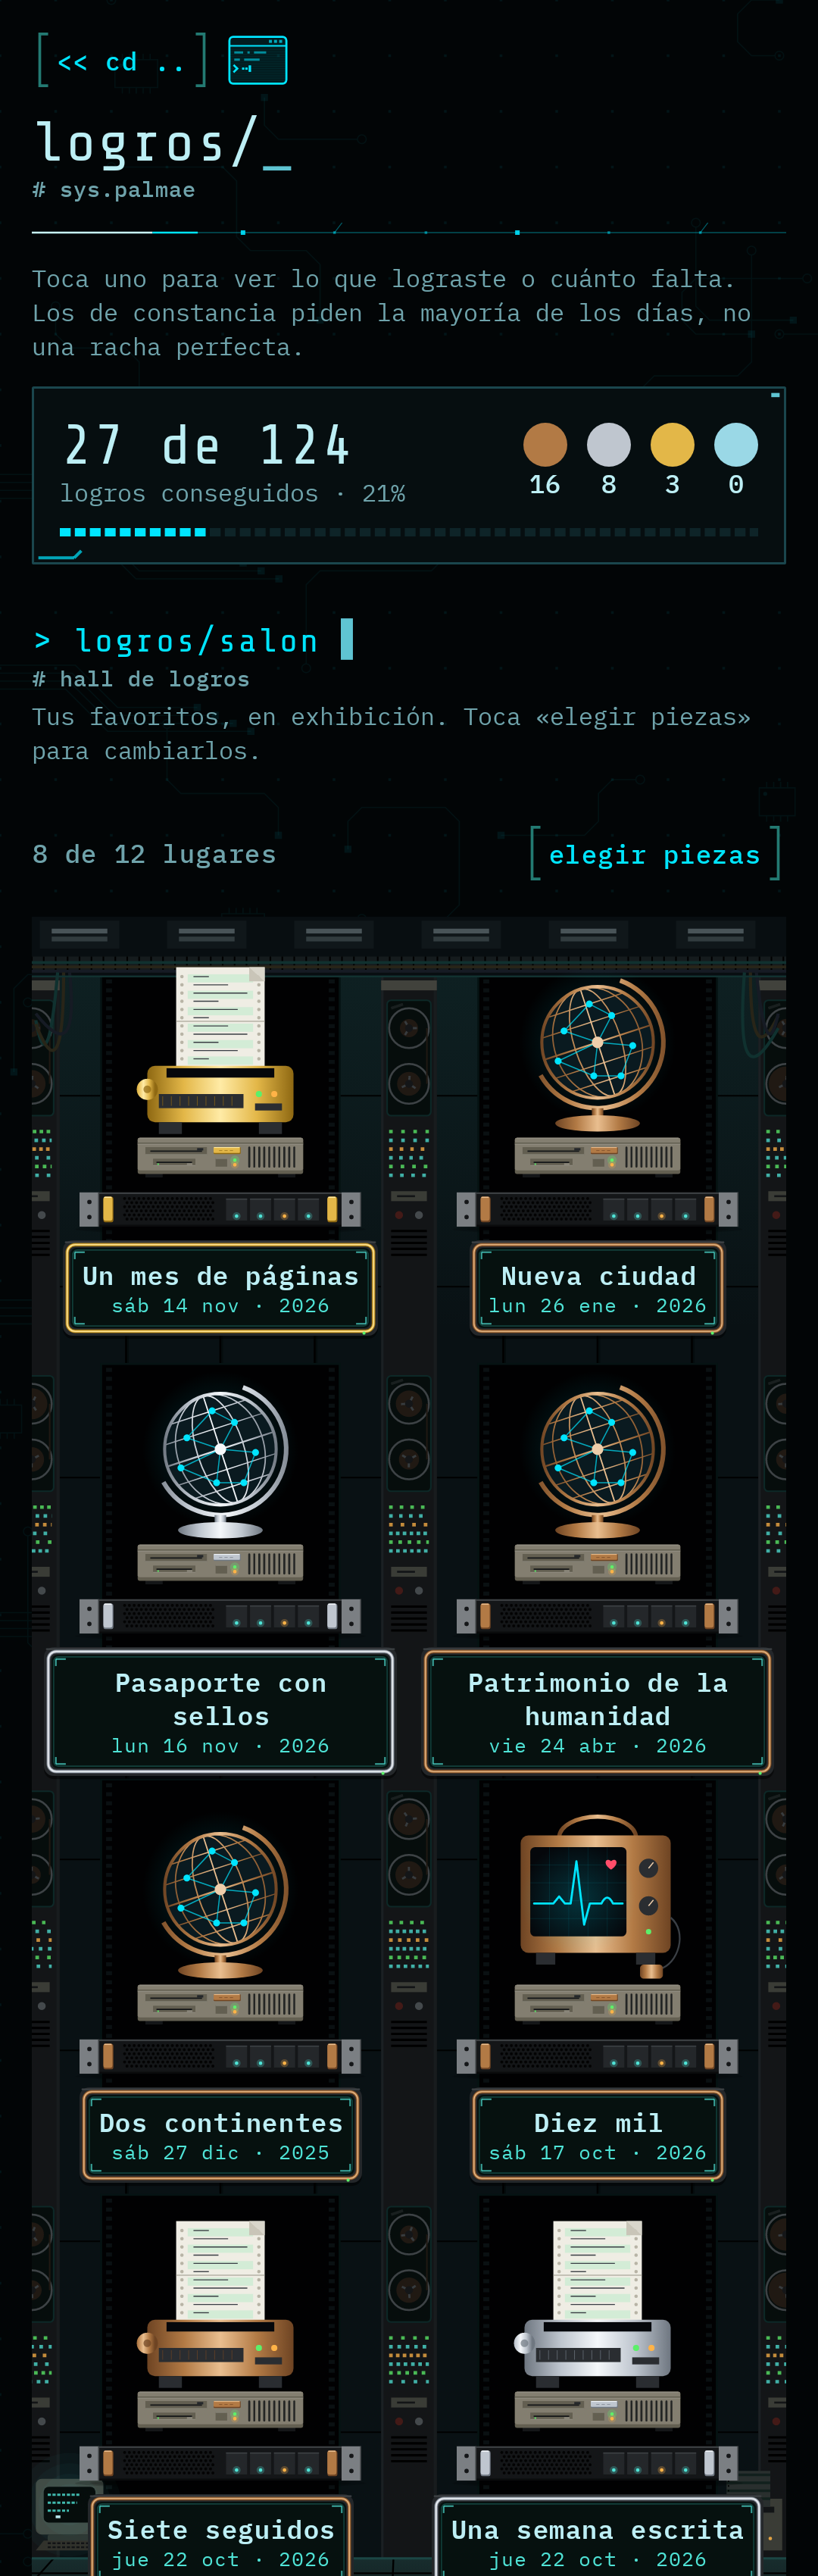 << cd ..
logros/_
# sys.palmae
Toca uno para ver lo que lograste o cuánto falta.
Los de constancia piden la mayoría de los días, no
una racha perfecta.
27 de 124
logros conseguidos · 21%
16 8 3 0
> logros/salon
# hall de logros
Tus favoritos, en exhibición. Toca «elegir piezas»
para cambiarlos.
8 de 12 lugares
elegir piezas
Un mes de páginas
sáb 14 nov · 2026
Nueva ciudad
lun 26 ene · 2026
Pasaporte con
sellos
lun 16 nov · 2026
Patrimonio de la
humanidad
vie 24 abr · 2026
Dos continentes
sáb 27 dic · 2025
Diez mil
sáb 17 oct · 2026
Siete seguidos
jue 22 oct · 2026
Una semana escrita
jue 22 oct · 2026